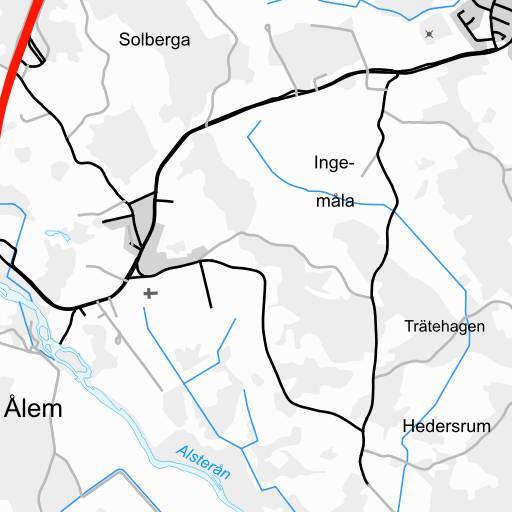 Solberga
Inge-
måla
Trätehagen
Ålem
Hedersrum
Alsterån